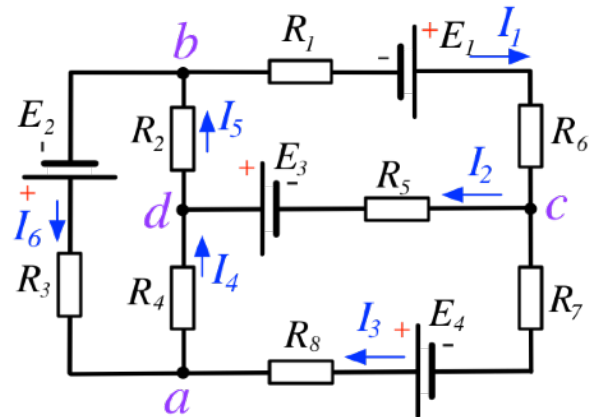 b R1 - + E1 I1
E2 - R2 I5 E3 R6
+ - R5 I2
+ d c
I6
R3 R4 I4 R7
I3 + E4 -
R8
a